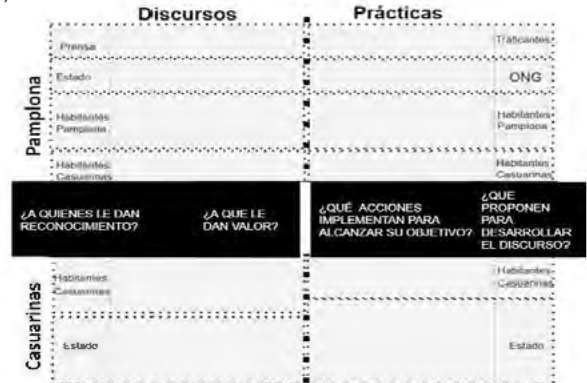 Discursos Prácticas
Prensa Traficantes
Estado ONG
Pamplona
Habitantes Habitantes
Pamplona Pamplona
Habitantes Habitantes
Casuarinas Casuarinas
¿A QUIENES LE DAN
RECONOCIMIENTO?
¿A QUE LE
DAN VALOR?
¿QUÉ ACCIONES
IMPLEMENTAN PARA
ALCANZAR SU OBJETIVO?
¿QUE
PROPONEN
PARA
DESARROLLAR
EL DISCURSO?
Casuarinas
Habitantes Habitantes
Casuarinas Casuarinas
Estado Estado